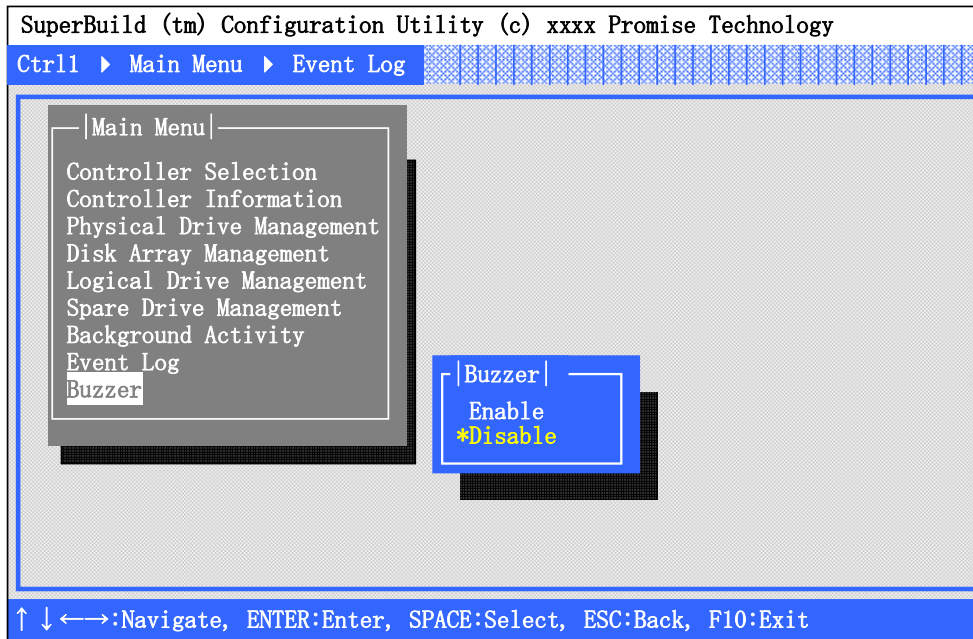 SuperBuild (tm) Configuration Utility (c) xxxx Promise Technology
Ctrl1 ▶ Main Menu ▶ Event Log
Main Menu
Controller Selection
Controller Information
Physical Drive Management
Disk Array Management
Logical Drive Management
Spare Drive Management
Background Activity
Event Log
Buzzer
Buzzer
Enable
*Disable
↑↓←→:Navigate, ENTER:Enter, SPACE:Select, ESC:Back, F10:Exit